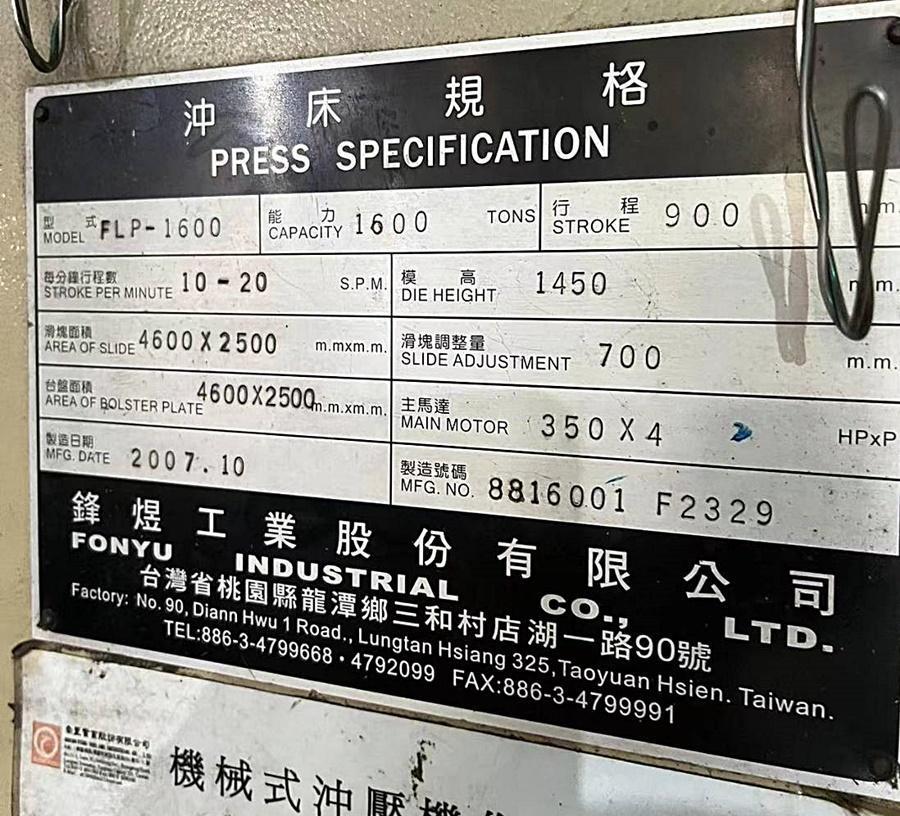 沖床規格
PRESS SPECIFICATION
型式 MODEL FLP-1600
能力 CAPACITY 1600 TONS
行程 STROKE 900 m.m.
每分鐘行程數 STROKE PER MINUTE 10-20 S.P.M.
模高 DIE HEIGHT 1450 m.m.
滑塊面積 AREA OF SLIDE 4600X2500 m.mxm.m.
滑塊調整量 SLIDE ADJUSTMENT 700 m.m.
台盤面積 AREA OF BOLSTER PLATE 4600X2500 m.m.xm.m.
主馬達 MAIN MOTOR 350X4 HPxP
製造日期 MFG. DATE 2007.10
製造號碼 MFG. NO. 8816001 F2329
鋒煜工業股份有限公司
FONYU INDUSTRIAL CO., LTD.
台灣省桃園縣龍潭鄉三和村店湖一路90號
Factory: No. 90, Diann Hwu 1 Road., Lungtan Hsiang 325, Taoyuan Hsien. Taiwan.
TEL:886-3-4799668・4792099 FAX:886-3-4799991
機械式沖壓機